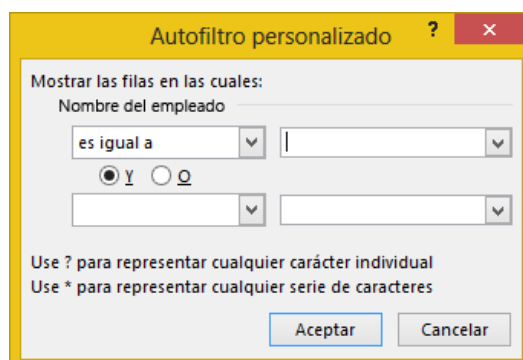 Autofiltro personalizado ? ×
Mostrar las filas en las cuales:
Nombre del empleado
es igual a
Y O
Use ? para representar cualquier carácter individual
Use * para representar cualquier serie de caracteres
Aceptar Cancelar